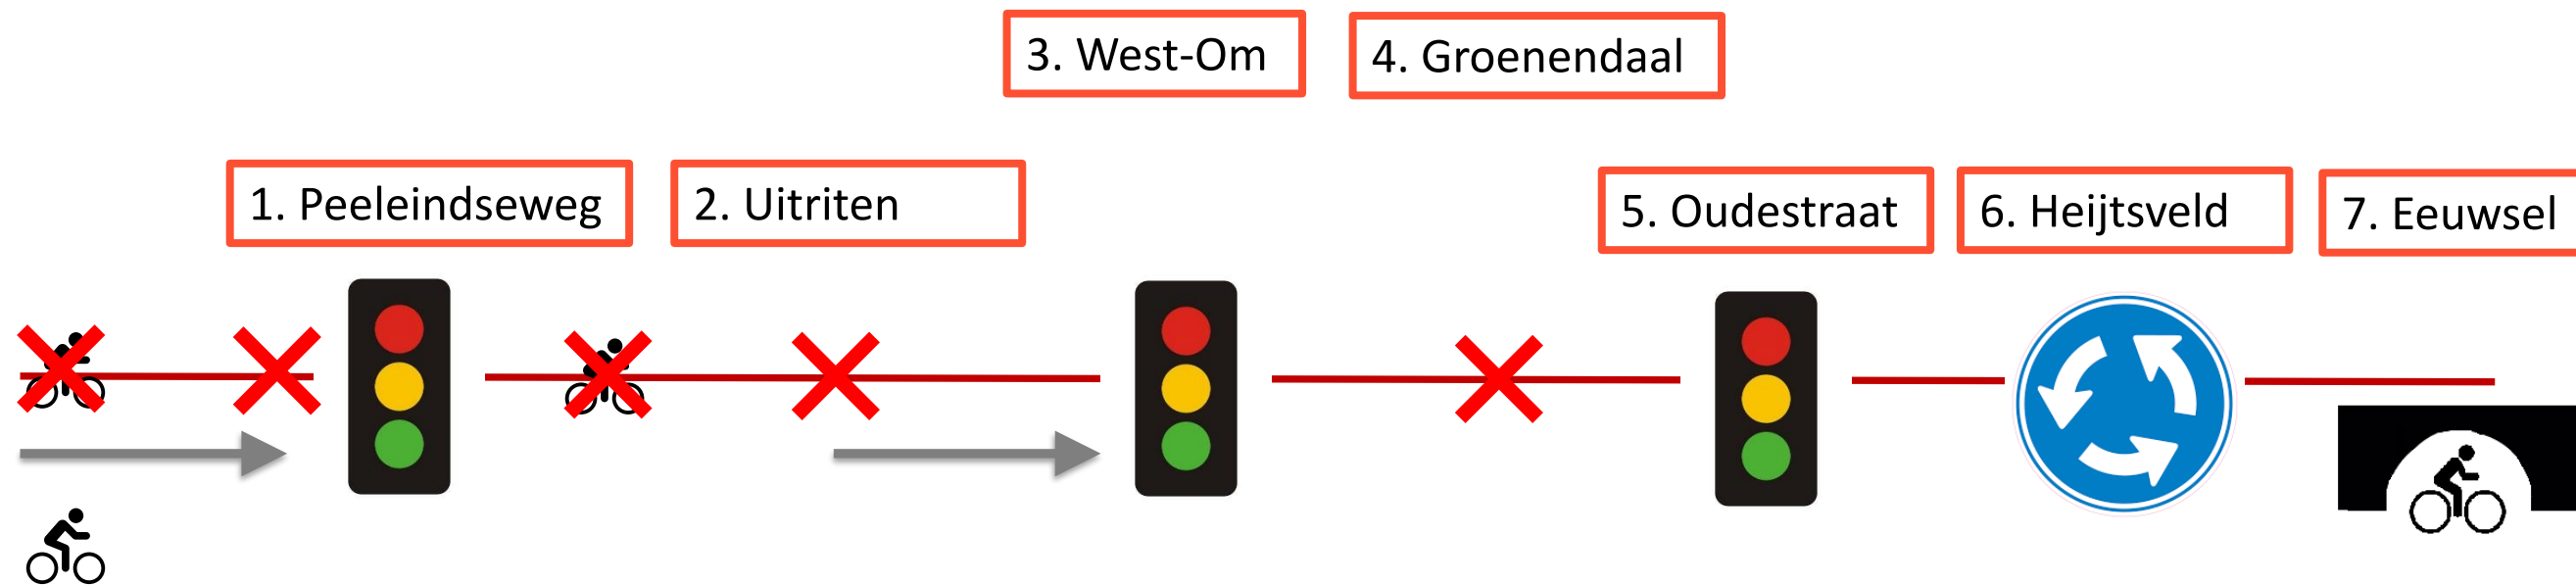 3. West-Om
4. Groenendaal
1. Peeleindseweg
2. Uitriten
5. Oudestraat
6. Heijtsveld
7. Eeuwsel